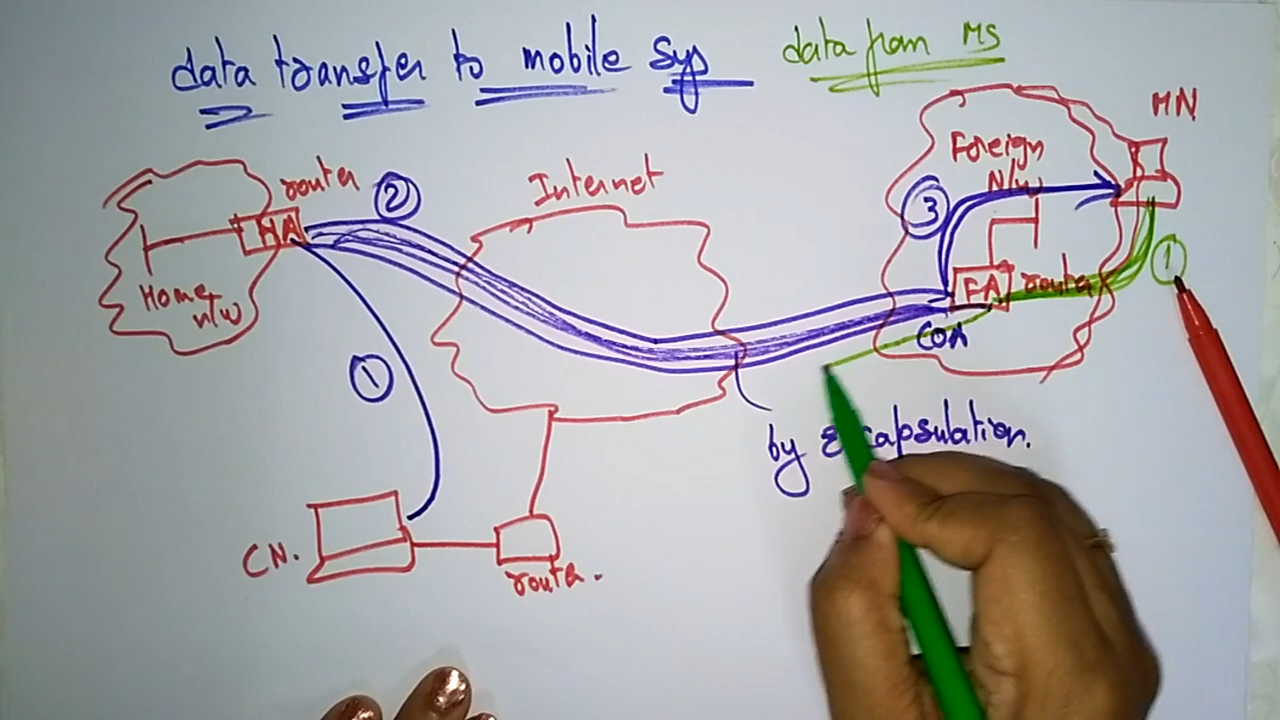 data transfer to mobile sys
data from MS
MN
Foreign
N/W
router
②
Internet
HA
③
①
Home
n/w
FA router
COA
①
by encapsulation.
CN.
router.